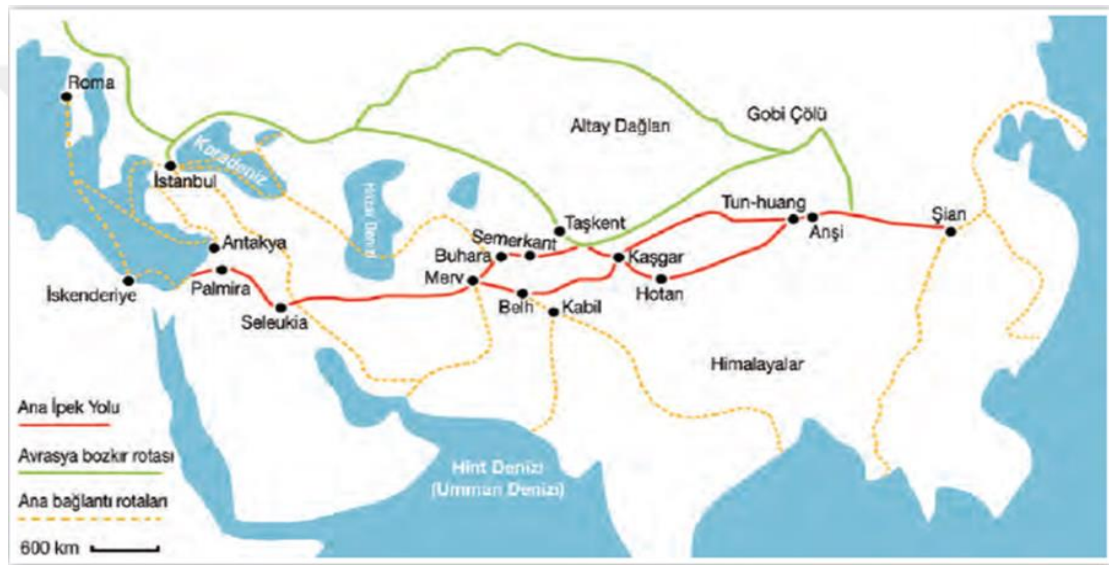 Roma
Karadeniz
İstanbul
Hazar Denizi
Altay Dağları
Gobi Çölü
Antakya
İskenderiye
Palmira
Seleukia
Buhara
Semerkant
Taşkent
Merv
Belh
Kabil
Kaşgar
Hotan
Tun-huang
Anşi
Şian
Himalayalar
Ana İpek Yolu
Avrasya bozkır rotası
Ana bağlantı rotaları
600 km
Hint Denizi
(Umman Denizi)